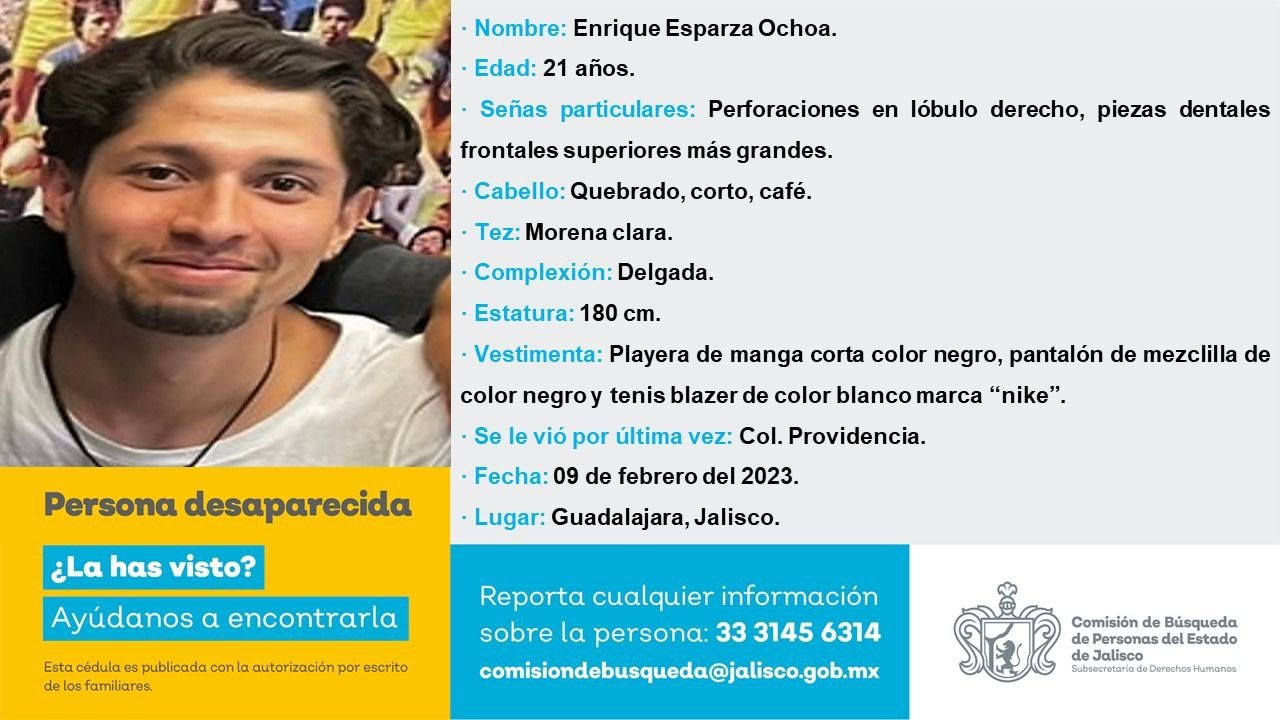 · Nombre: Enrique Esparza Ochoa.
· Edad: 21 años.
· Señas particulares: Perforaciones en lóbulo derecho, piezas dentales
frontales superiores más grandes.
· Cabello: Quebrado, corto, café.
· Tez: Morena clara.
· Complexión: Delgada.
· Estatura: 180 cm.
· Vestimenta: Playera de manga corta color negro, pantalón de mezclilla de
color negro y tenis blazer de color blanco marca “nike”.
· Se le vió por última vez: Col. Providencia.
· Fecha: 09 de febrero del 2023.
· Lugar: Guadalajara, Jalisco.
Persona desaparecida
¿La has visto?
Ayúdanos a encontrarla
Esta cédula es publicada con la autorización por escrito
de los familiares.
Reporta cualquier información
sobre la persona: 33 3145 6314
comisiondebusqueda@jalisco.gob.mx
Comisión de Búsqueda
de Personas del Estado
de Jalisco
Subsecretaría de Derechos Humanos